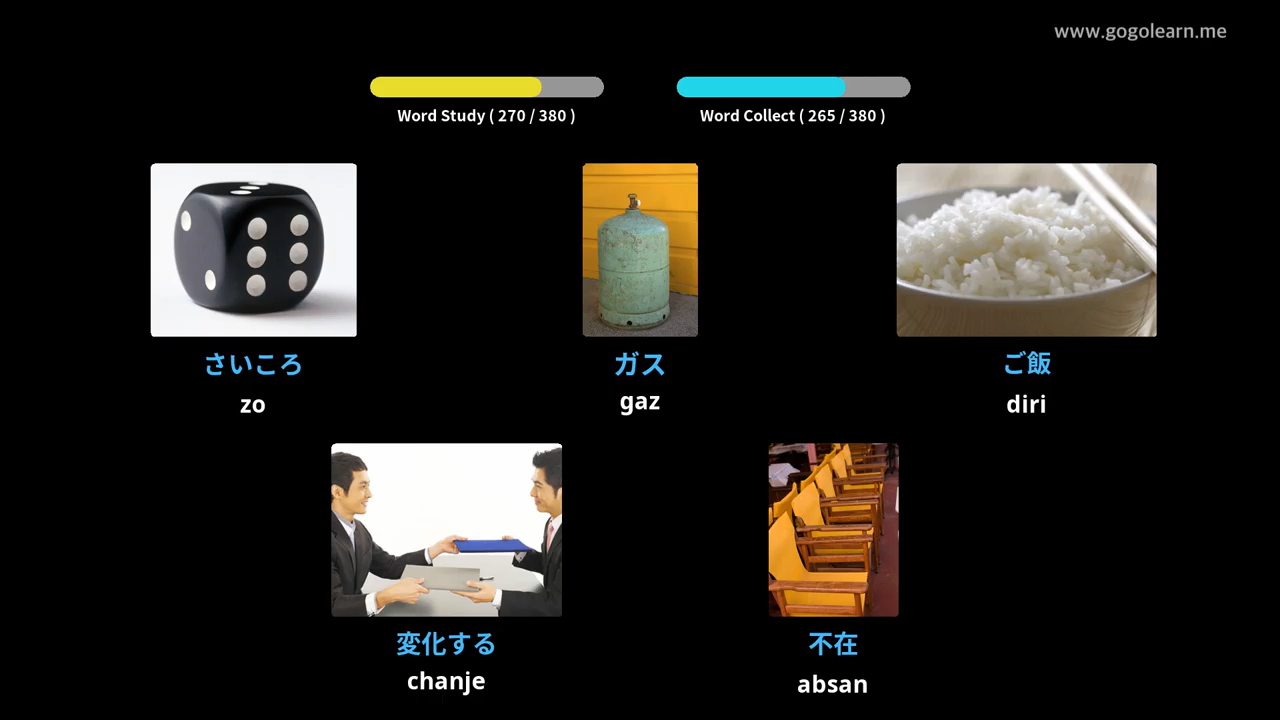 www.gogolearn.me
Word Study ( 270 / 380 )
Word Collect ( 265 / 380 )
さいころ
zo
ガス
gaz
ご飯
diri
変化する
chanje
不在
absan